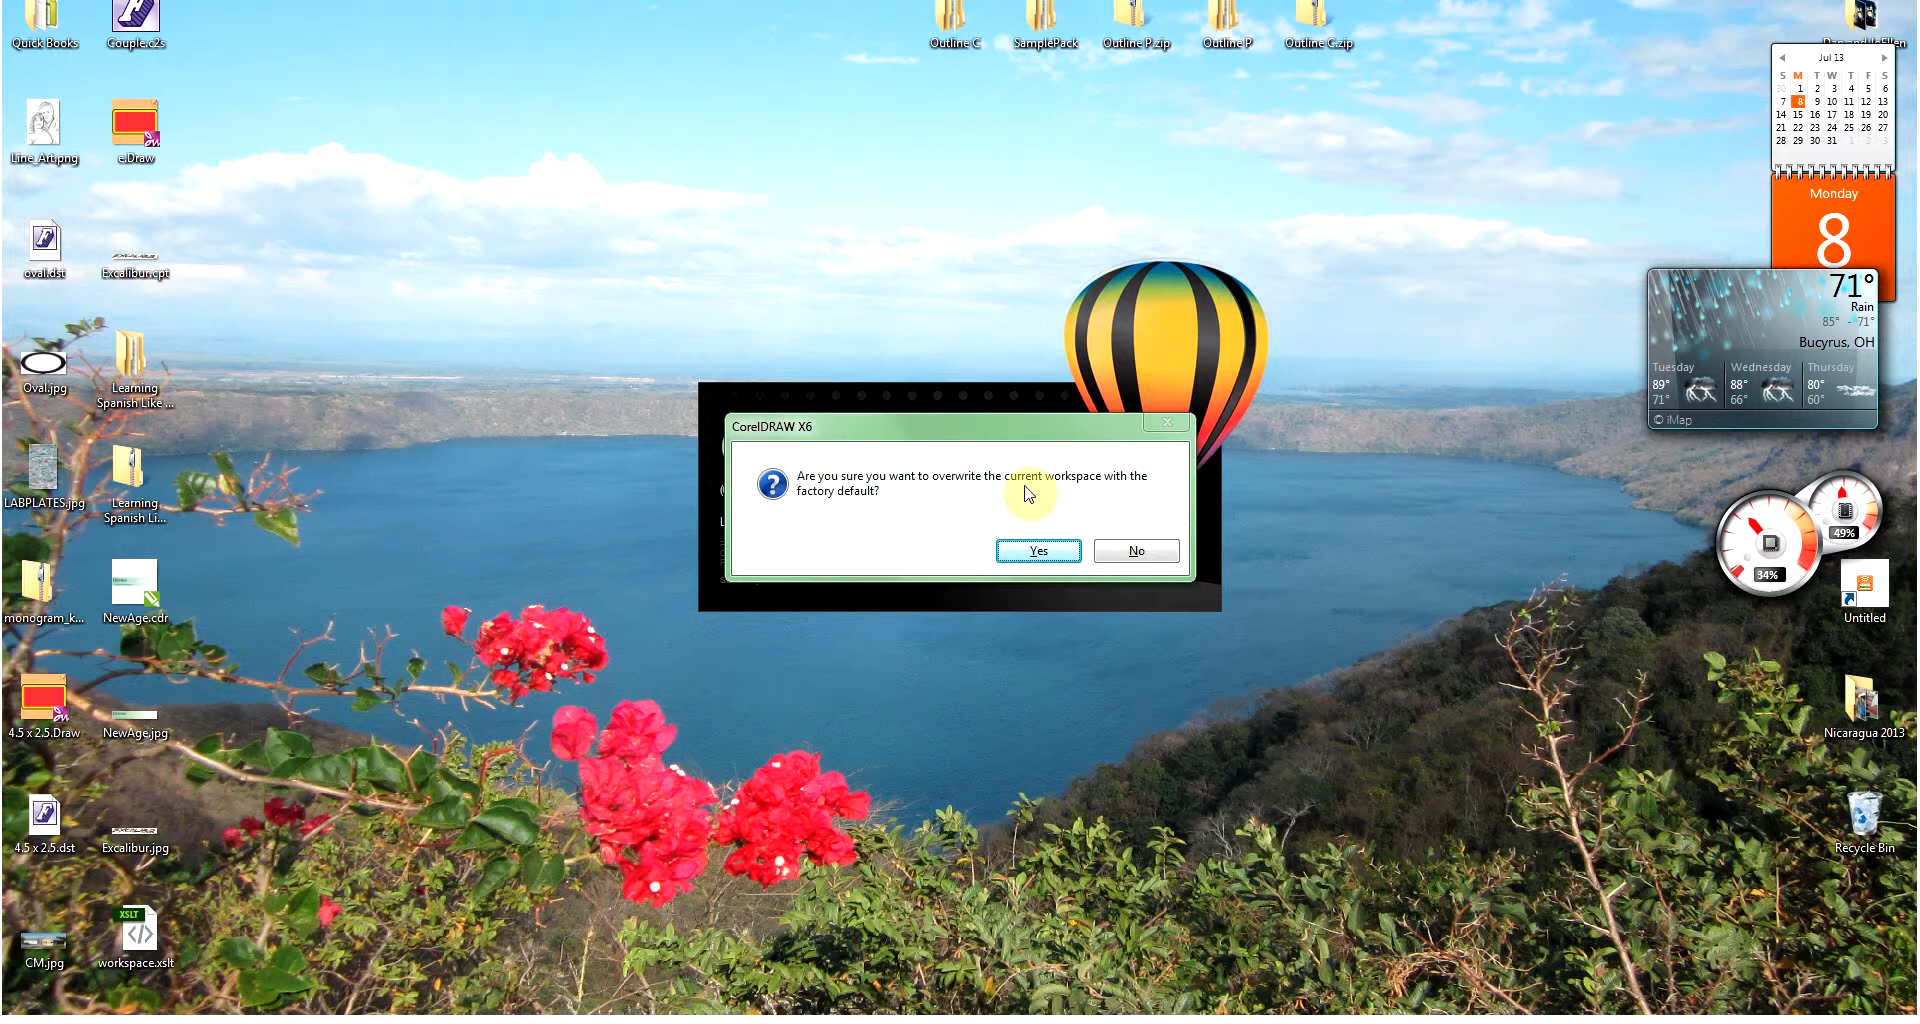 Quick Books
Couple.c2s
Outline C
SamplePack
Outline P.zip
Outline P
Outline C.zip
Line_Art.png
e.Draw
oval.dst
Excalibur.cpt
Oval.jpg
Learning
Spanish Like ...
LABPLATES.jpg
Learning
Spanish Li...
monogram_k...
NewAge.cdr
4.5 x 2.5.Draw
NewAge.jpg
4.5 x 2.5.dst
Excalibur.jpg
CM.jpg
XSLT
workspace.xslt
CorelDRAW X6
Are you sure you want to overwrite the current workspace with the
factory default?
Yes
No
Jul 13
S M T W T F S
30 1 2 3 4 5 6
7 8 9 10 11 12 13
14 15 16 17 18 19 20
21 22 23 24 25 26 27
28 29 30 31 1 2 3
Monday
8
71°
Rain
85° - 71°
Bucyrus, OH
Tuesday Wednesday Thursday
89° 88° 80°
71° 66° 60°
© iMap
49%
34%
Untitled
Nicaragua 2013
Recycle Bin